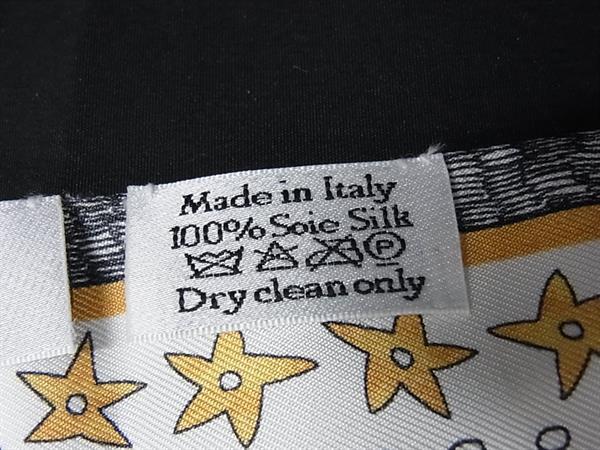 Made in Italy
100% Soie Silk
P
Dry clean only